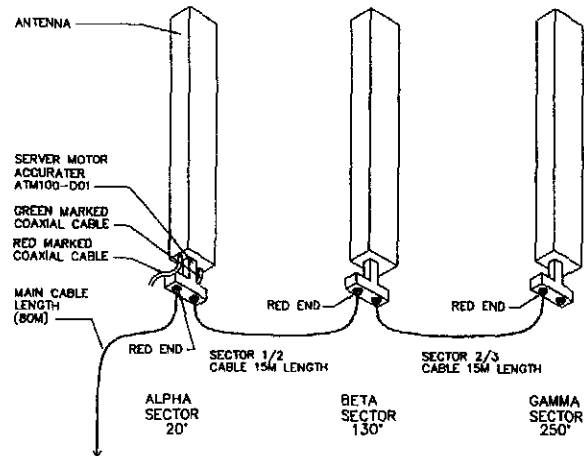 ANTENNA
SERVER MOTOR
ACCURATER
ATM100-D01
GREEN MARKED
COAXIAL CABLE
RED MARKED
COAXIAL CABLE
MAIN CABLE
LENGTH
(80M)
RED END
SECTOR 1/2
CABLE 15M LENGTH
RED END
SECTOR 2/3
CABLE 15M LENGTH
RED END
ALPHA
SECTOR
20°
BETA
SECTOR
130°
GAMMA
SECTOR
250°